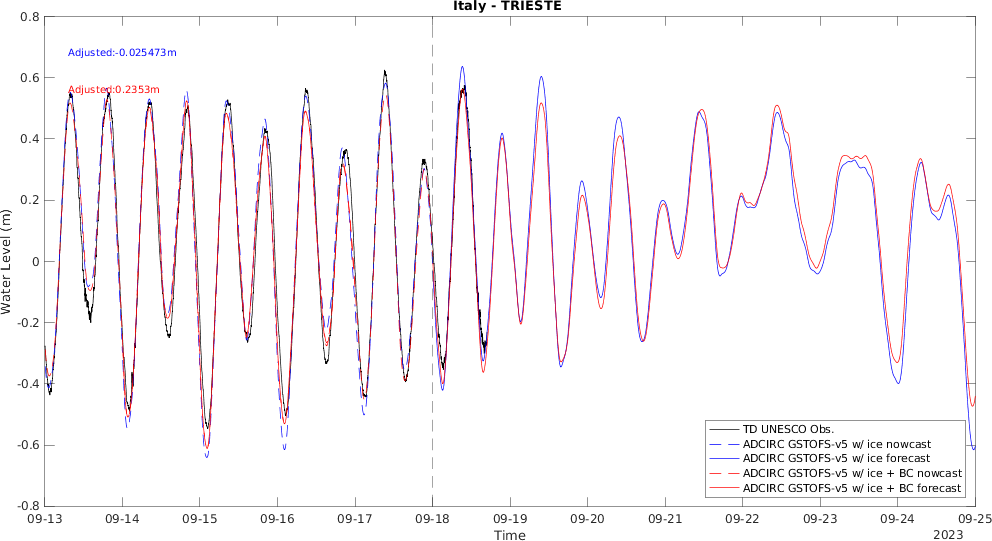 Italy - TRIESTE
Adjusted:-0.025473m
Adjusted:0.2353m
Water Level (m)
0.8
0.6
0.4
0.2
0
-0.2
-0.4
-0.6
-0.8
TD UNESCO Obs.
ADCIRC GSTOFS-v5 w/ ice nowcast
ADCIRC GSTOFS-v5 w/ ice forecast
ADCIRC GSTOFS-v5 w/ ice + BC nowcast
ADCIRC GSTOFS-v5 w/ ice + BC forecast
09-13 09-14 09-15 09-16 09-17 09-18 09-19 09-20 09-21 09-22 09-23 09-24 09-25
Time
2023